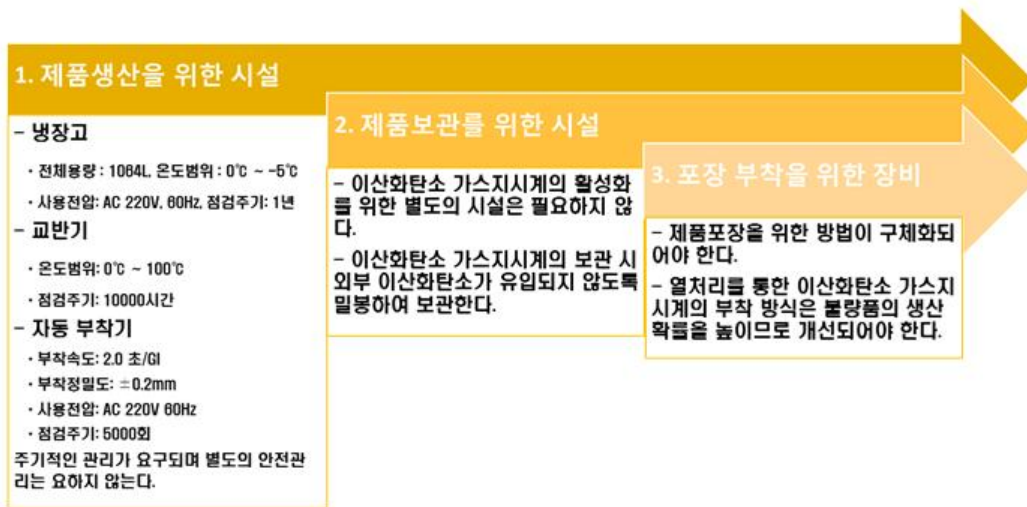 1. 제품생산을 위한 시설
- 냉장고
· 전체용량 : 1064L, 온도범위 : 0℃ ~ -5℃
· 사용전압: AC 220V, 60Hz, 점검주기: 1년
- 교반기
· 온도범위: 0℃ ~ 100℃
· 점검주기: 10000시간
- 자동 부착기
· 부착속도: 2.0 초/GI
· 부착정밀도: ±0.2mm
· 사용전압: AC 220V 60Hz
· 점검주기: 5000회
주기적인 관리가 요구되며 별도의 안전관
리는 요하지 않는다.
2. 제품보관를 위한 시설
- 이산화탄소 가스지시계의 활성화
를 위한 별도의 시설은 필요하지 않
다.
- 이산화탄소 가스지시계의 보관 시
외부 이산화탄소가 유입되지 않도록
밀봉하여 보관한다.
3. 포장 부착을 위한 장비
- 제품포장을 위한 방법이 구체화되
어야 한다.
- 열처리를 통한 이산화탄소 가스지
시계의 부착 방식은 불량품의 생산
확률을 높이므로 개선되어야 한다.